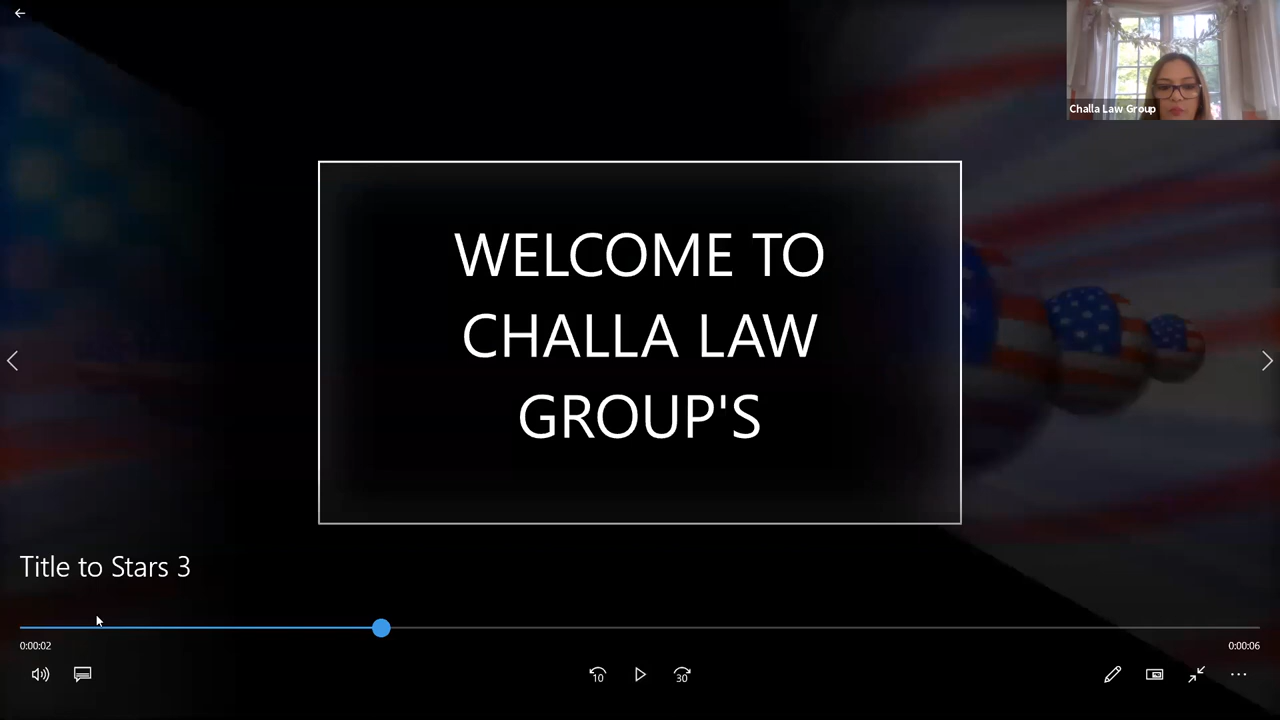 Challa Law Group
WELCOME TO
CHALLA LAW
GROUP'S
Title to Stars 3
0:00:02
0:00:06
10
30